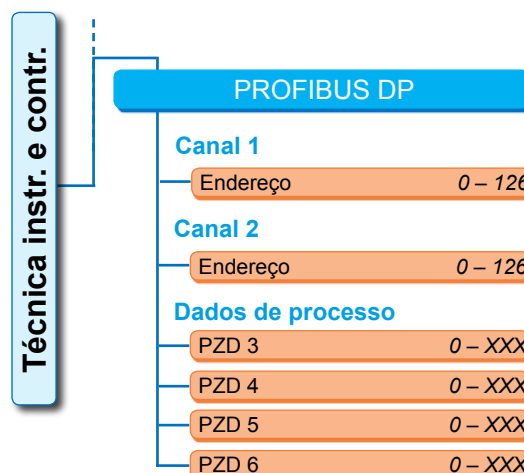 Técnica instr. e contr.
PROFIBUS DP
Canal 1
Endereço 0 – 126
Canal 2
Endereço 0 – 126
Dados de processo
PZD 3 0 – XXX
PZD 4 0 – XXX
PZD 5 0 – XXX
PZD 6 0 – XXX